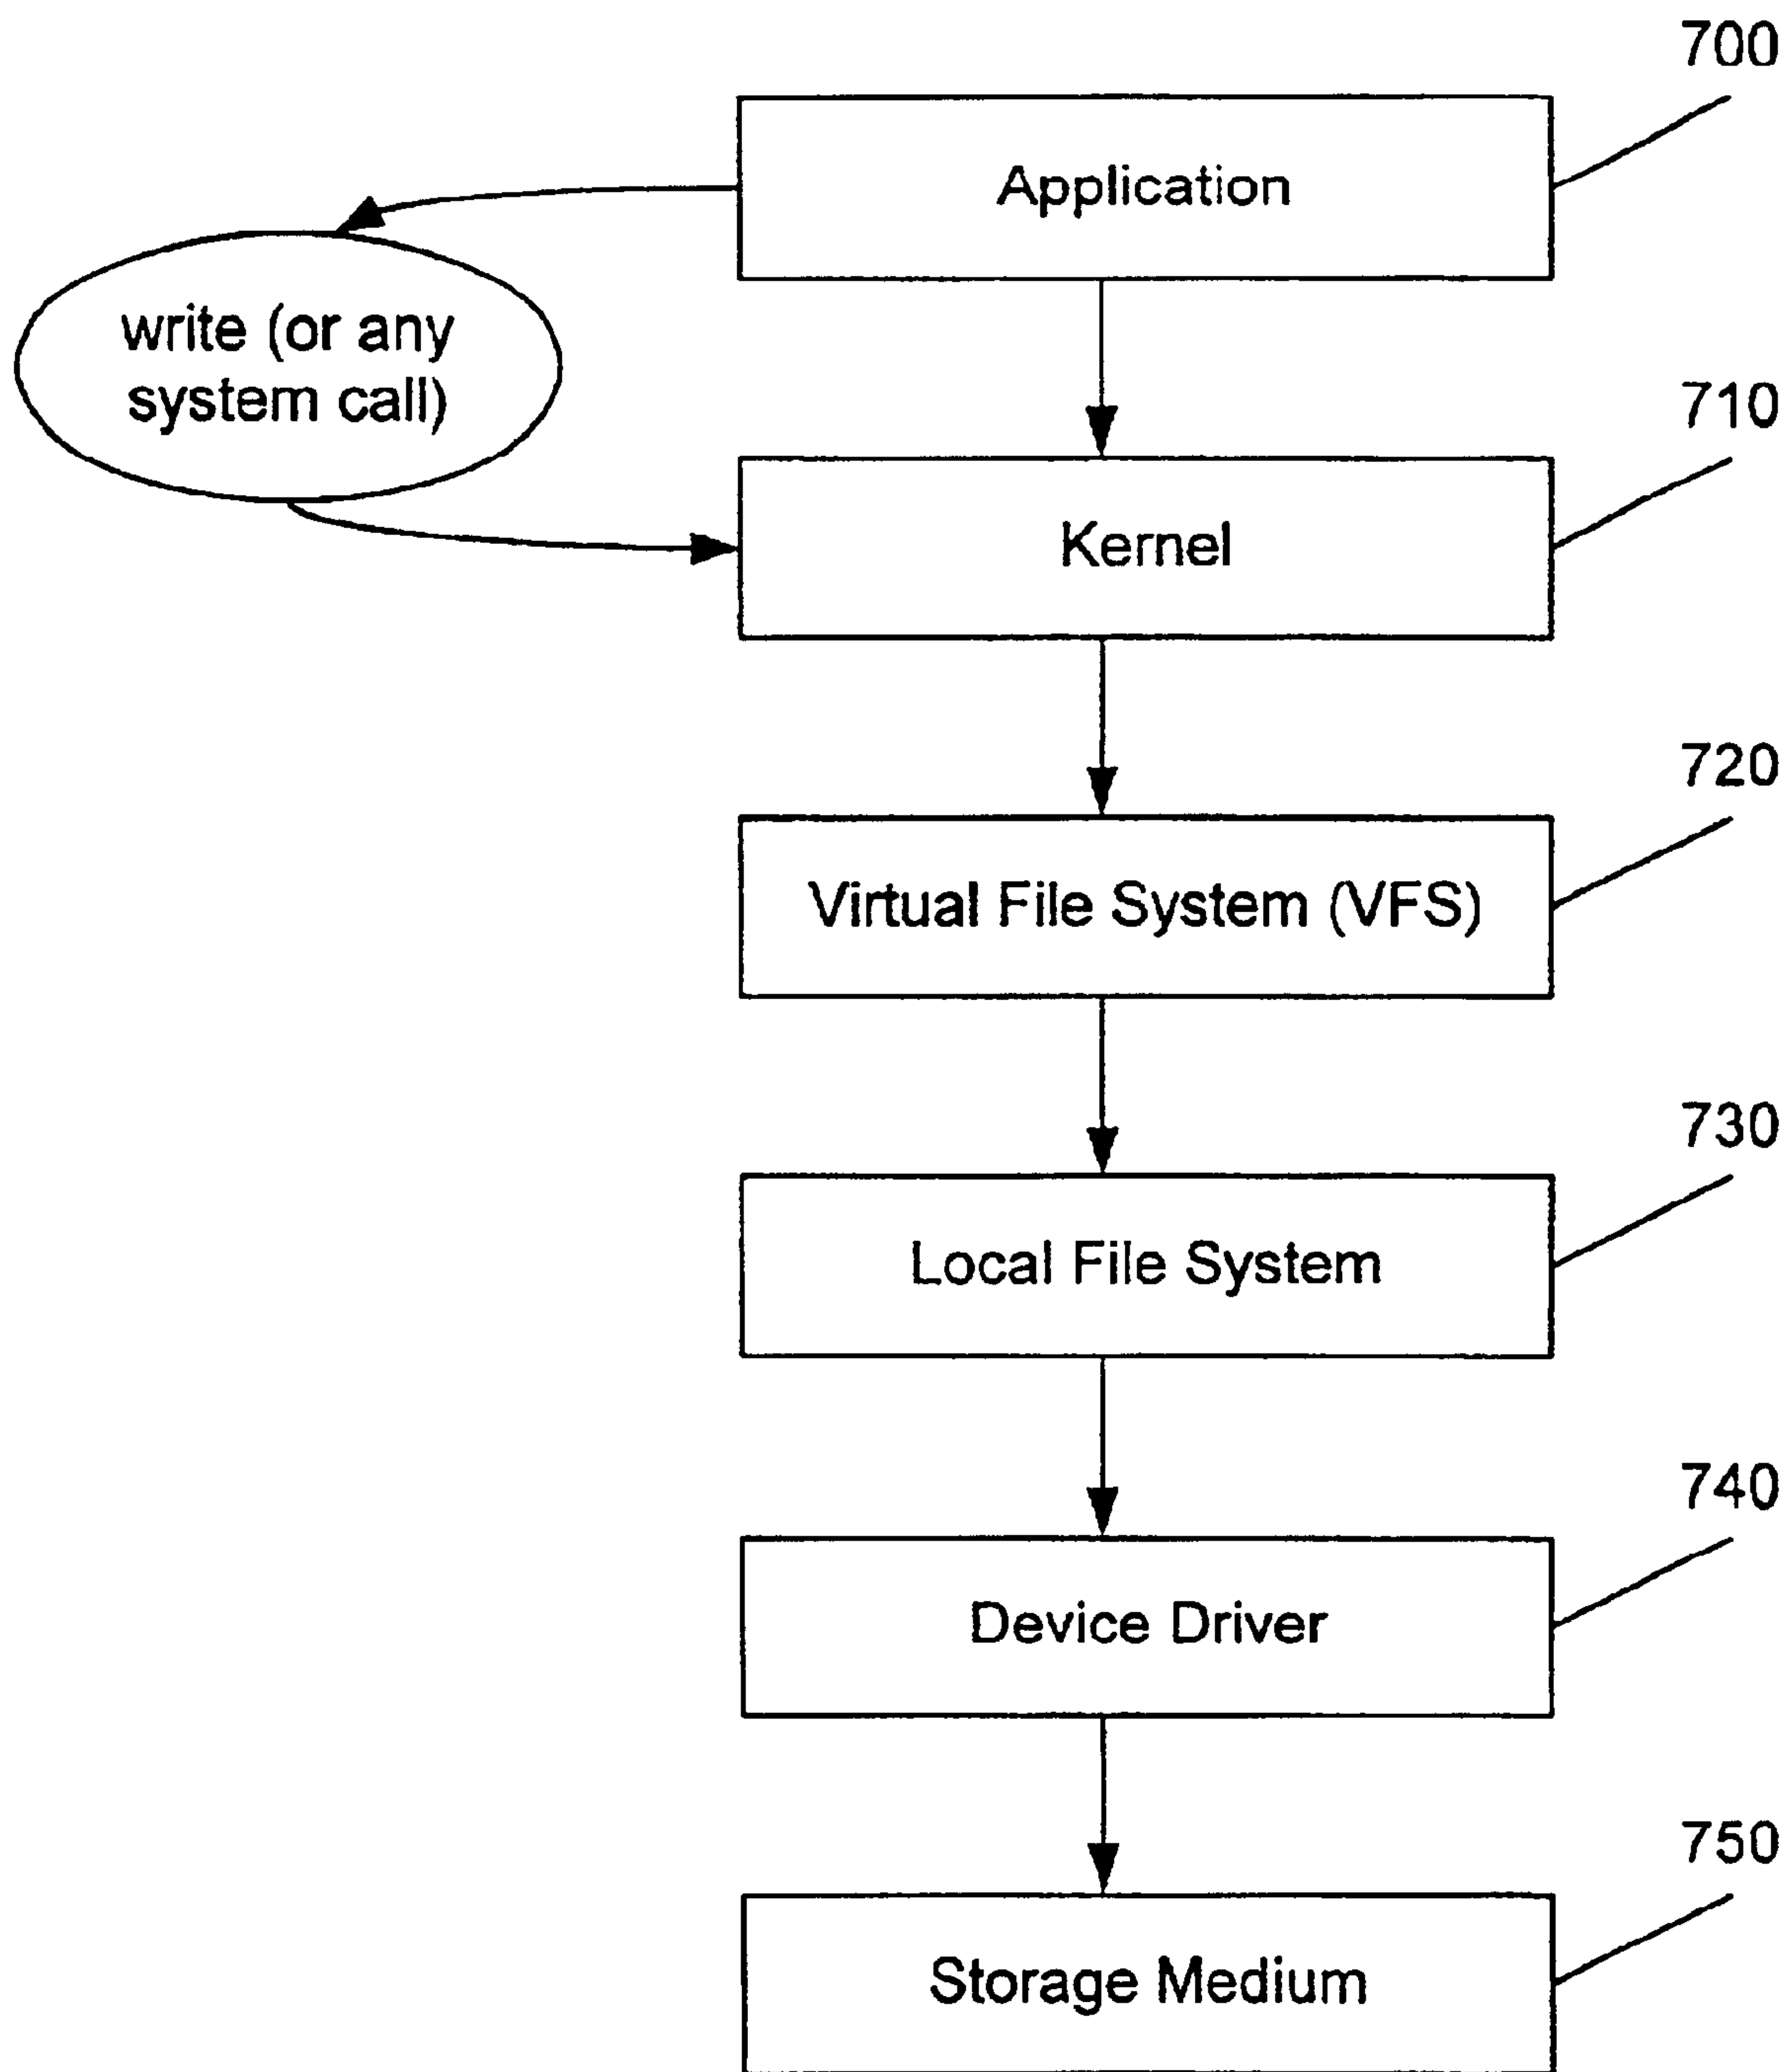 700
Application
write (or any
system call)
710
Kernel
720
Virtual File System (VFS)
730
Local File System
740
Device Driver
750
Storage Medium